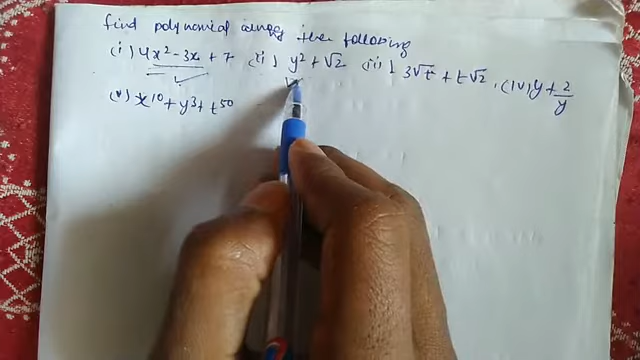 find polynomial among the following
(i) 4x² - 3x + 7 (ii) y² + √2 (iii) 3√t + t√2, (iv) y + 2/y
(v) x¹⁰ + y³ + t⁵⁰